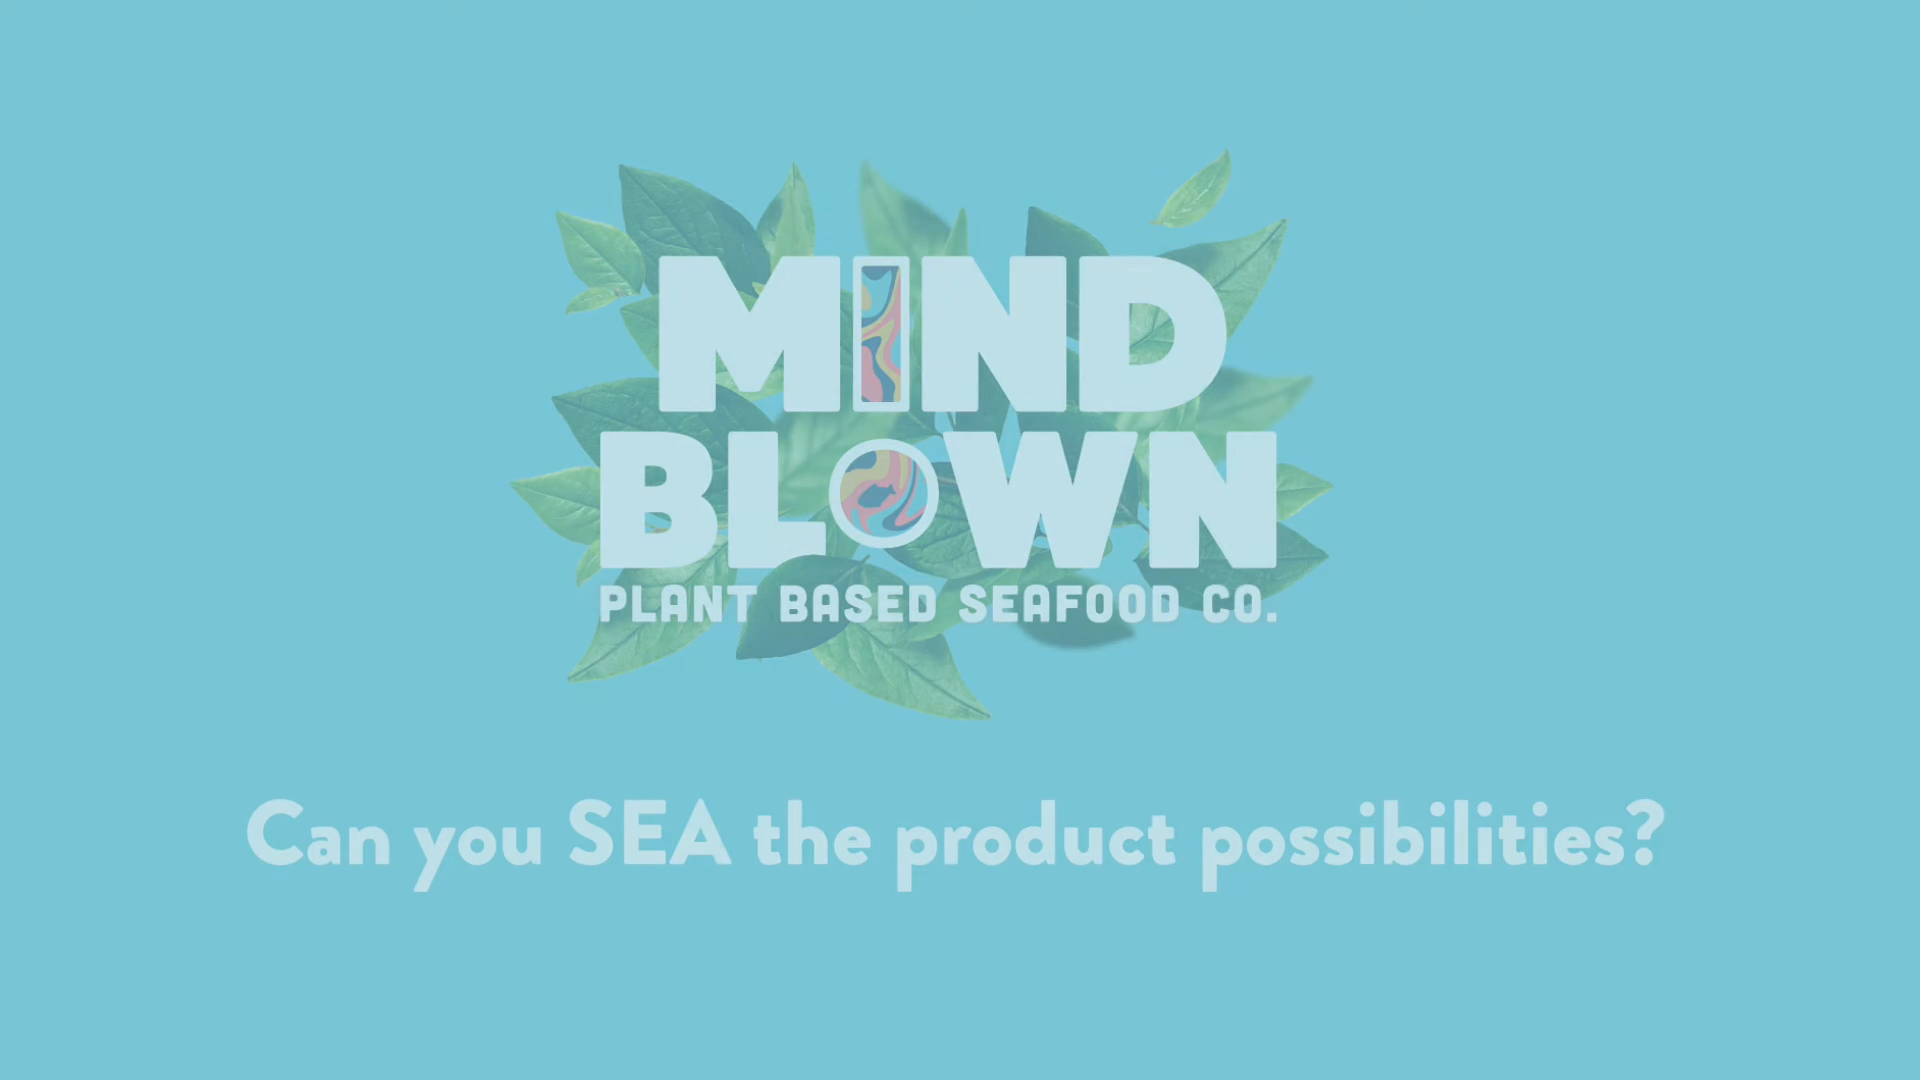 MIND
BLOWN
PLANT BASED SEAFOOD CO.
Can you SEA the product possibilities?